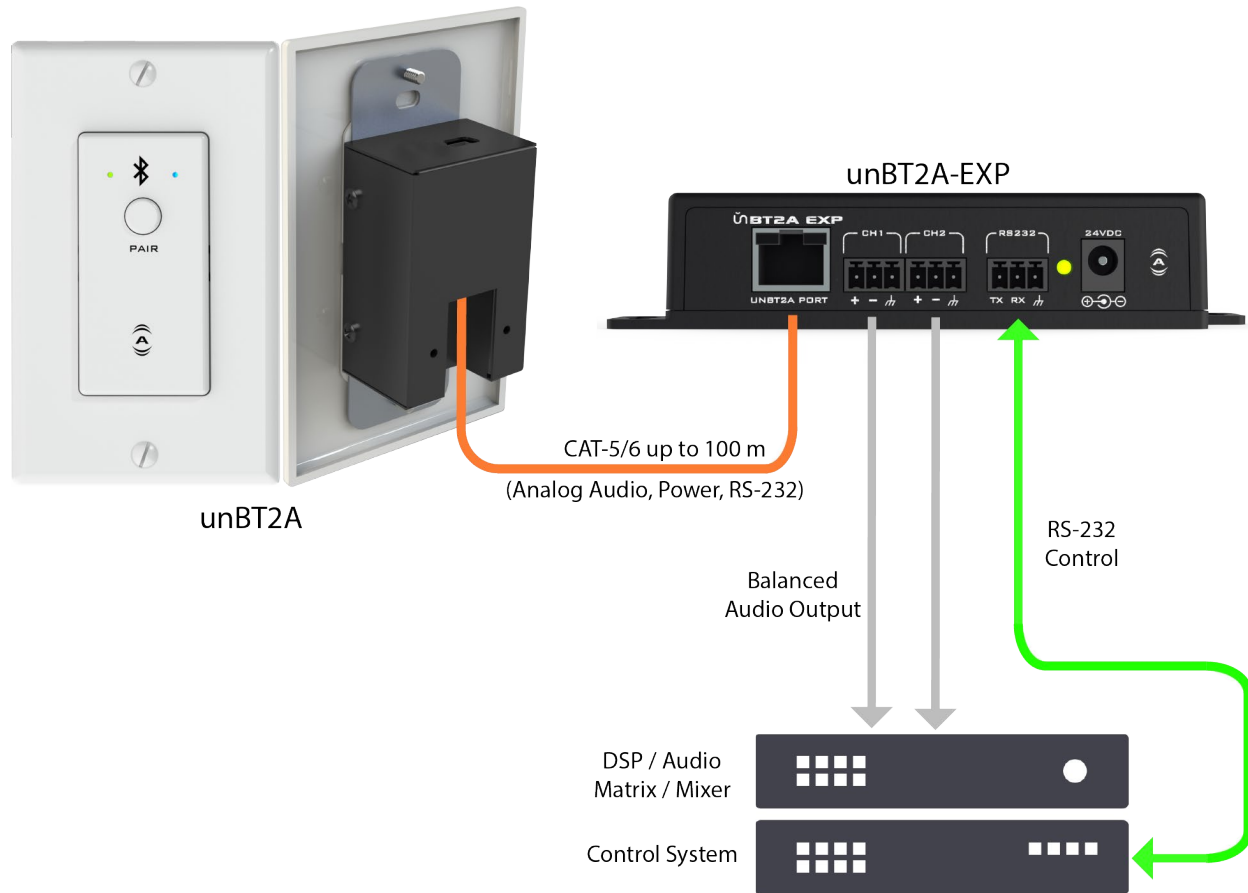 PAIR
A
unBT2A
unBT2A-EXP
ŭnBT2A EXP
CH1
CH2
RS232
24VDC
A
UNBT2A PORT
+ −
+ −
TX RX
+ −
CAT-5/6 up to 100 m
(Analog Audio, Power, RS-232)
Balanced
Audio Output
RS-232
Control
DSP / Audio
Matrix / Mixer
Control System